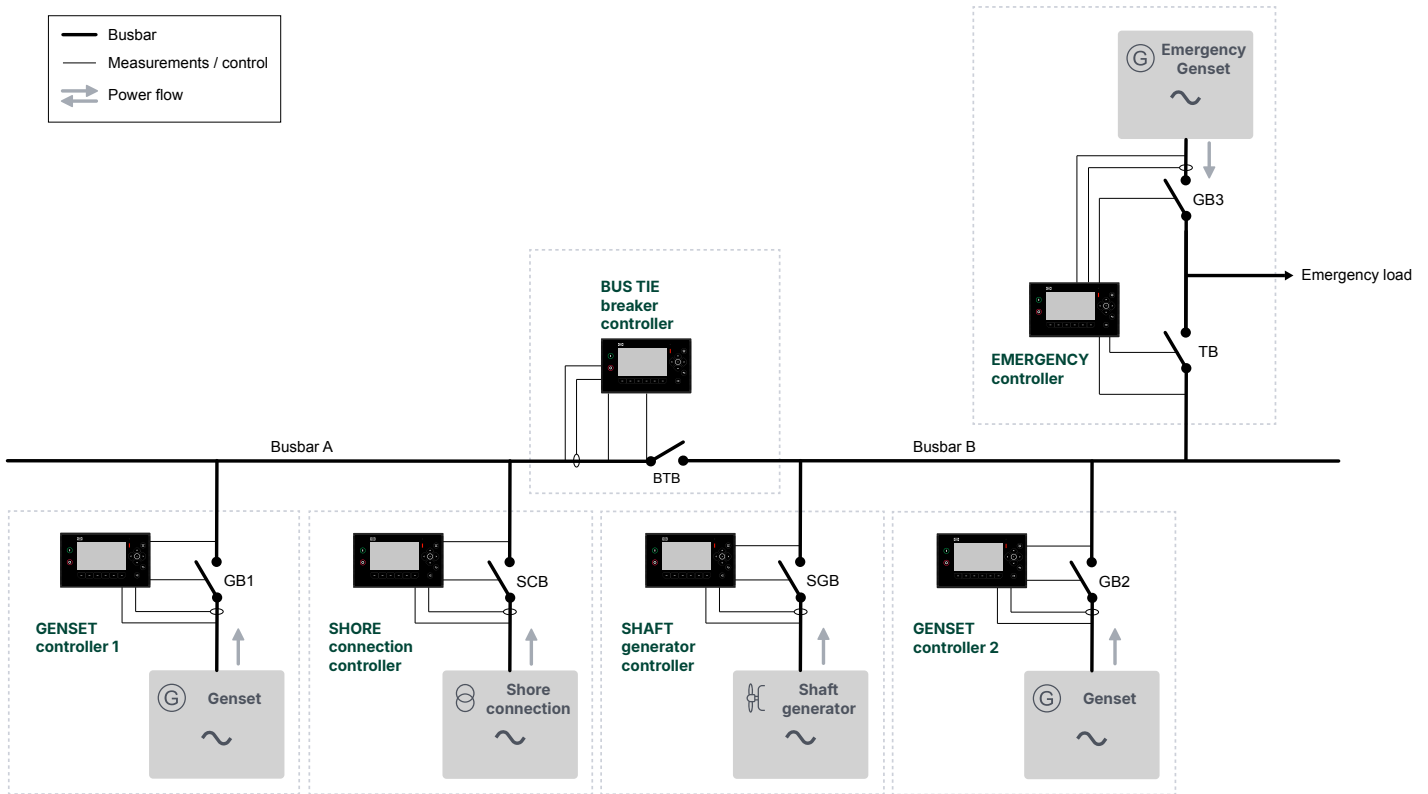 Busbar
Measurements / control
Power flow
G
Emergency
Genset
GB3
Emergency load
TB
EMERGENCY
controller
BUS TIE
breaker
controller
Busbar A
BTB
Busbar B
GB1
GENSET
controller 1
G
Genset
SCB
SHORE
connection
controller
Shore
connection
SGB
SHAFT
generator
controller
Shaft
generator
GB2
GENSET
controller 2
G
Genset